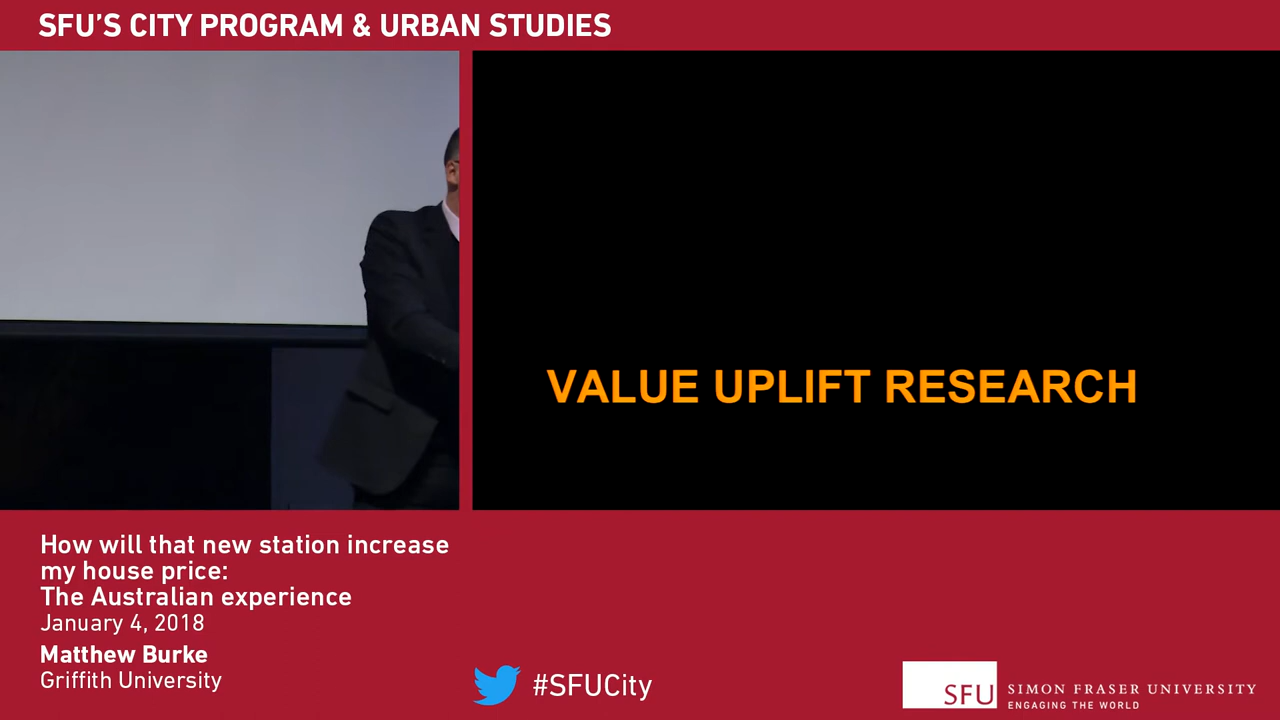 SFU'S CITY PROGRAM & URBAN STUDIES
VALUE UPLIFT RESEARCH
How will that new station increase
my house price:
The Australian experience
January 4, 2018
Matthew Burke
Griffith University
#SFUCity
SFU
SIMON FRASER UNIVERSITY
ENGAGING THE WORLD